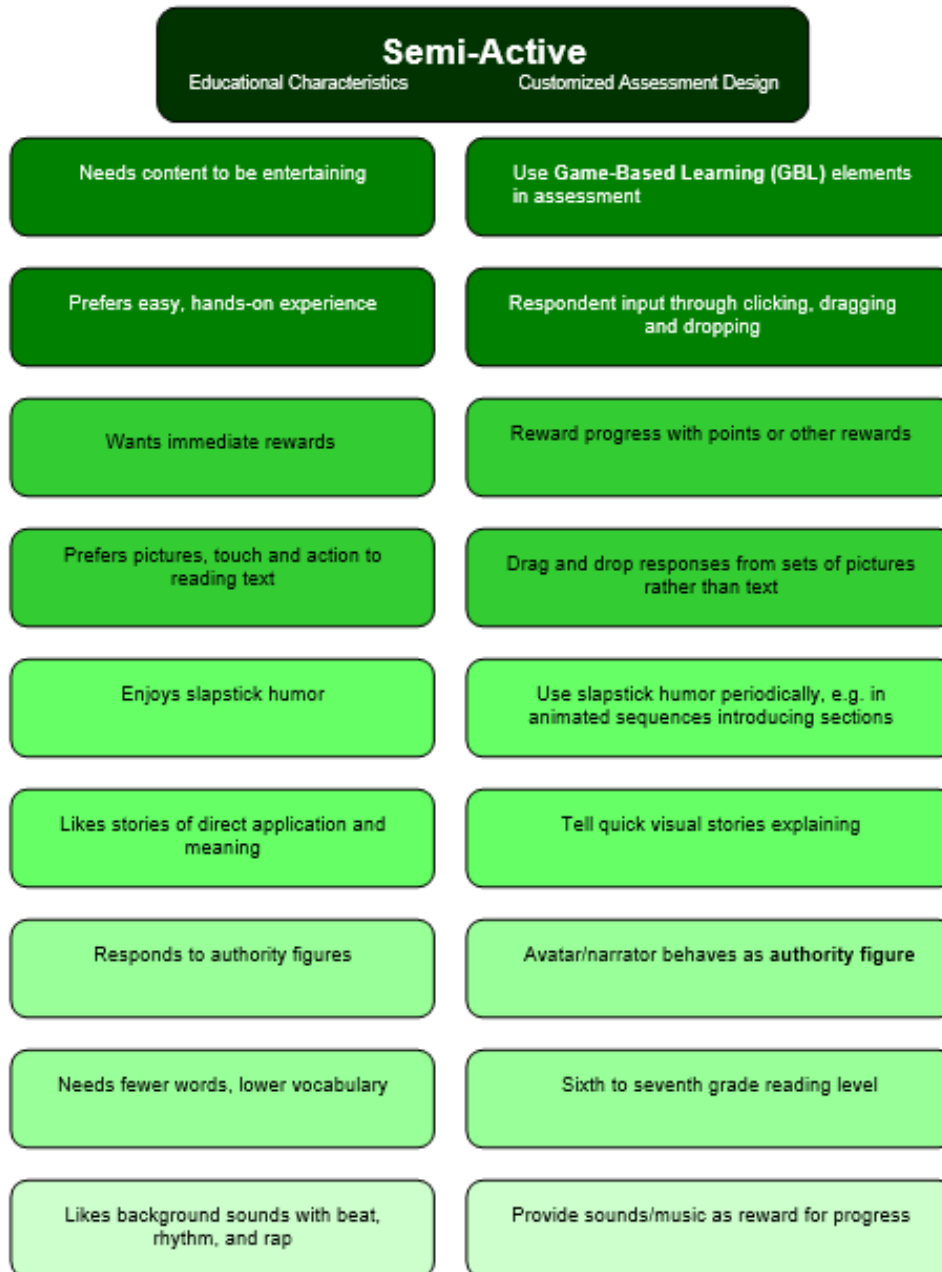 Semi-Active
Educational Characteristics Customized Assessment Design
Needs content to be entertaining
Use Game-Based Learning (GBL) elements
in assessment
Prefers easy, hands-on experience
Respondent input through clicking, dragging
and dropping
Wants immediate rewards
Reward progress with points or other rewards
Prefers pictures, touch and action to
reading text
Drag and drop responses from sets of pictures
rather than text
Enjoys slapstick humor
Use slapstick humor periodically, e.g. in
animated sequences introducing sections
Likes stories of direct application and
meaning
Tell quick visual stories explaining
Responds to authority figures
Avatar/narrator behaves as authority figure
Needs fewer words, lower vocabulary
Sixth to seventh grade reading level
Likes background sounds with beat,
rhythm, and rap
Provide sounds/music as reward for progress